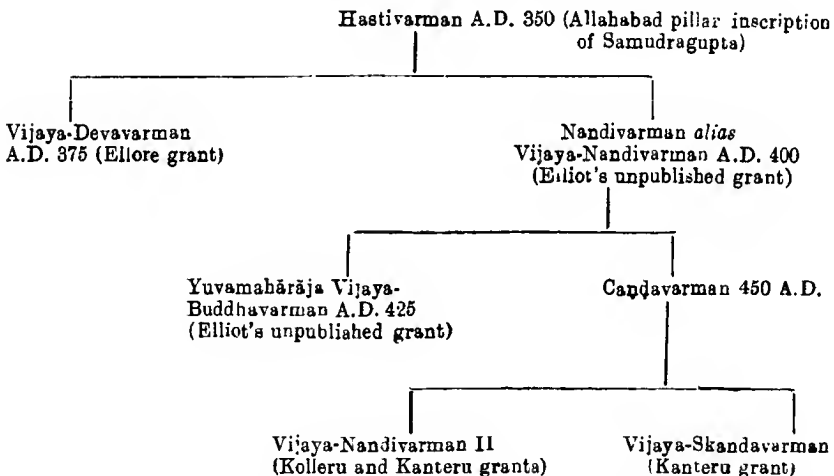 Hastivarman A.D. 350 (Allahabad pillar inscription
of Samudragupta)
Vijaya-Devavarman
A.D. 375 (Ellore grant)
Nandivarman alias
Vijaya-Nandivarman A.D. 400
(Elliot's unpublished grant)
Yuvamahārāja Vijaya-
Buddhavarman A.D. 425
(Elliot's unpublished grant)
Caṇḍavarman 450 A.D.
Vijaya-Nandivarman II
(Kolleru and Kanteru grants)
Vijaya-Skandavarman
(Kanteru grant)